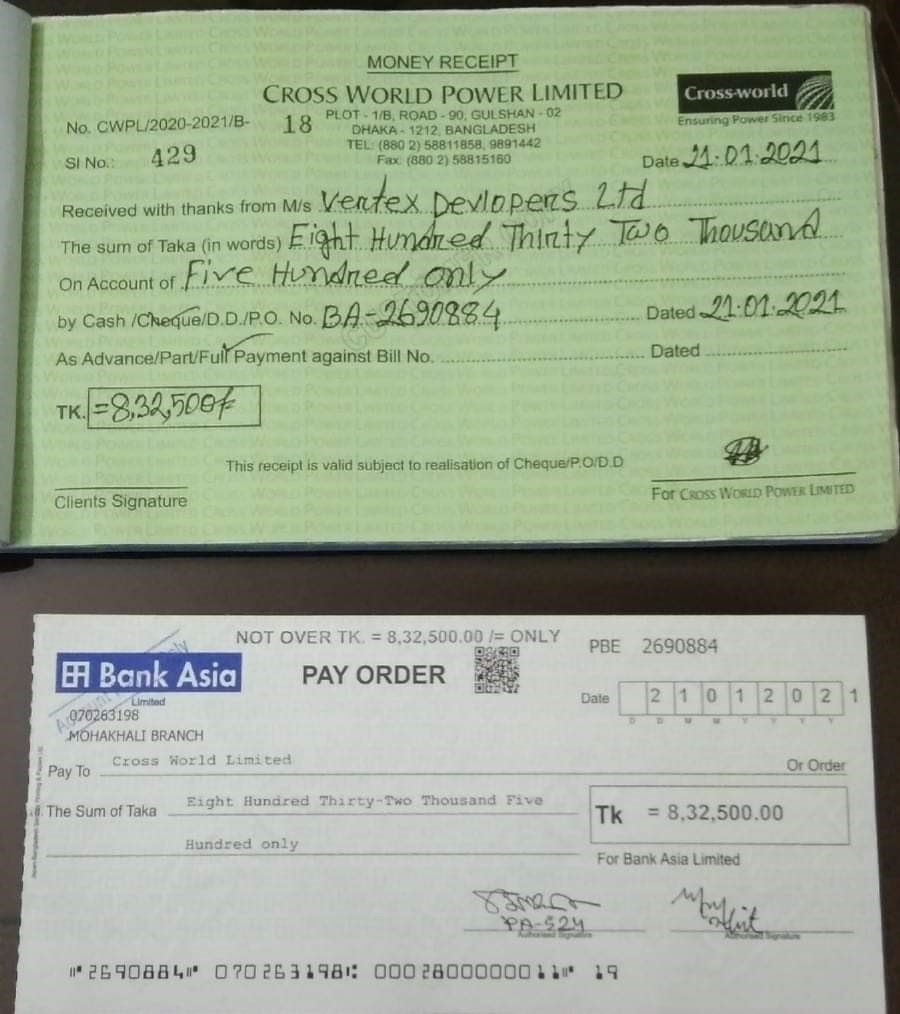 MONEY RECEIPT
CROSS WORLD POWER LIMITED
PLOT - 1/B, ROAD - 90, GULSHAN - 02
DHAKA - 1212, BANGLADESH
TEL: (880 2) 58811858, 9891442
Fax: (880 2) 58815160
Cross-world
Ensuring Power Since 1983
No. CWPL/2020-2021/B- 18
Sl No.: 429
Date 21.01.2021
Received with thanks from M/s Vertex Devlopers Ltd
The sum of Taka (in words) Eight Hundred Thirty Two Thousand
On Account of Five Hundred only
by Cash /Cheque/D.D./P.O. No. BA-2690884 Dated 21.01.2021
As Advance/Part/Full Payment against Bill No. Dated
TK. =8,32,500/=
This receipt is valid subject to realisation of Cheque/P.O/D.D
Clients Signature
For CROSS WORLD POWER LIMITED
NOT OVER TK. = 8,32,500.00 /= ONLY
PBE 2690884
Bank Asia
Limited
PAY ORDER
Date 2 1 0 1 2 0 2 1
D D M M Y Y Y Y
070263198
MOHAKHALI BRANCH
Pay To Cross World Limited Or Order
The Sum of Taka Eight Hundred Thirty-Two Thousand Five
Hundred only
Tk = 8,32,500.00
For Bank Asia Limited
PA-524
Authorised Signature Authorised Signature
⑈2690884⑈ 070263198⑆ 0002800000011⑈ 19